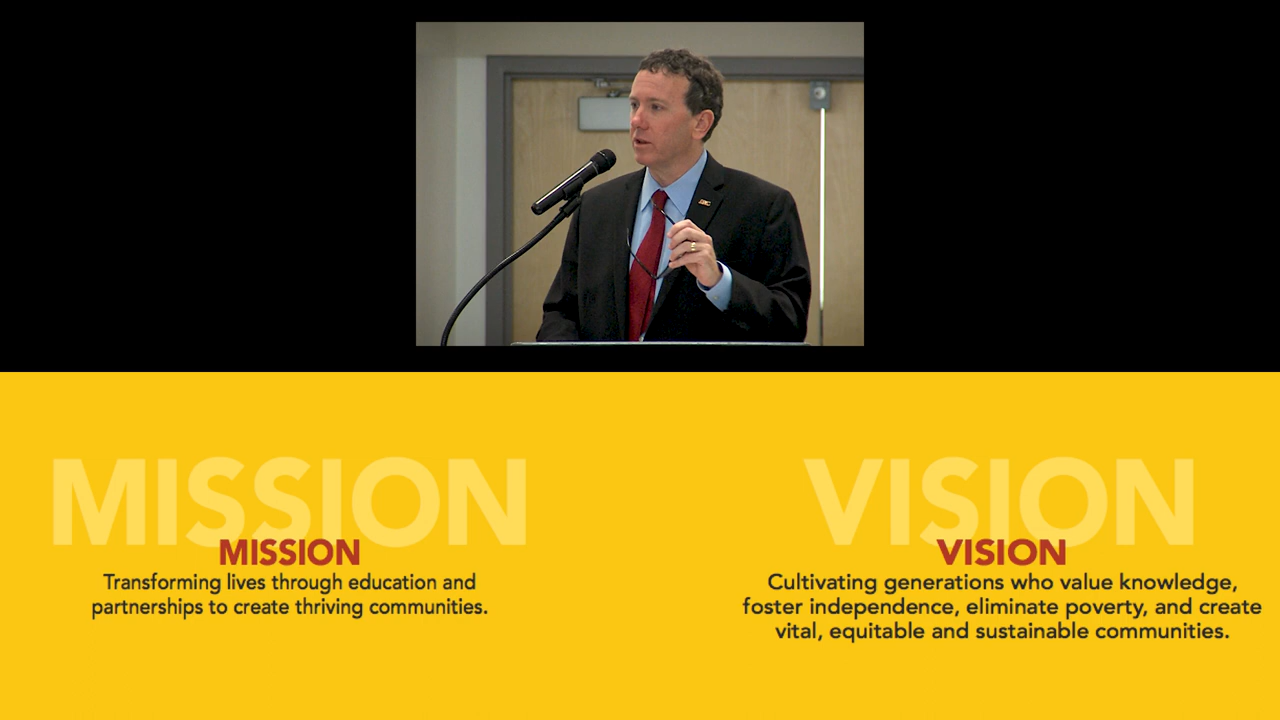 MISSION
MISSION
Transforming lives through education and
partnerships to create thriving communities.
VISION
VISION
Cultivating generations who value knowledge,
foster independence, eliminate poverty, and create
vital, equitable and sustainable communities.